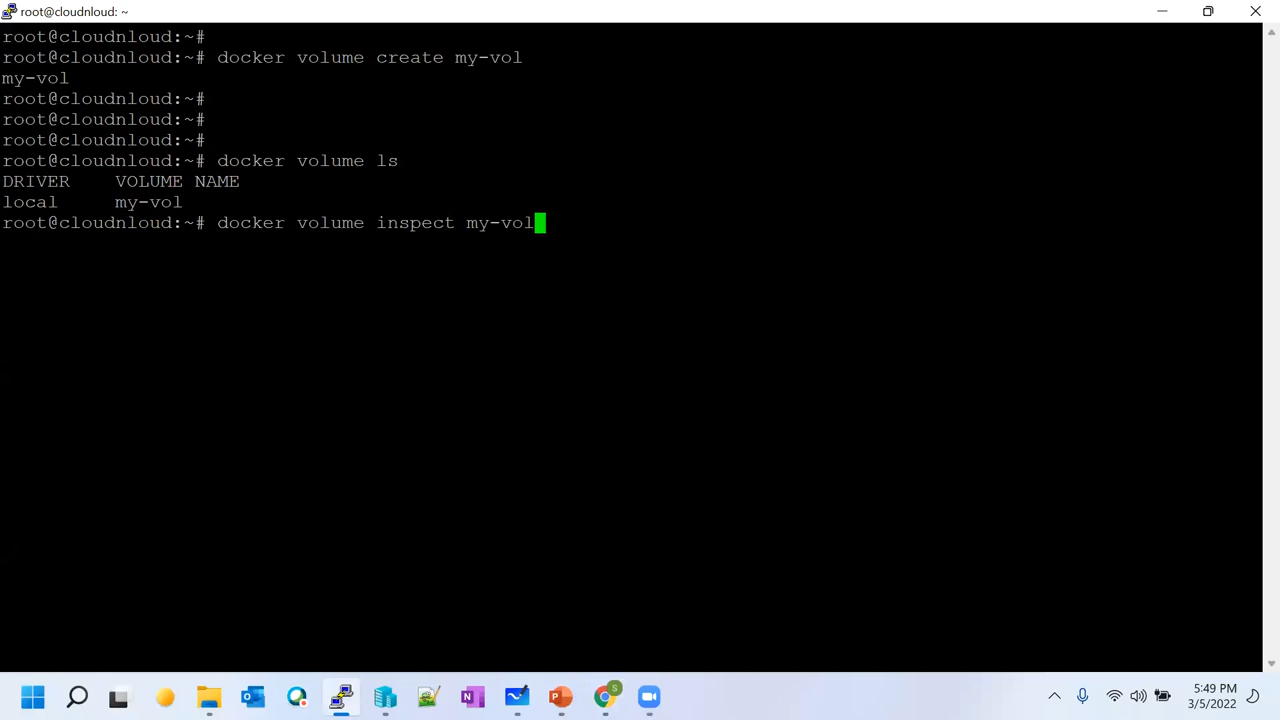 root@cloudnloud: ~
root@cloudnloud:~#
root@cloudnloud:~# docker volume create my-vol
my-vol
root@cloudnloud:~#
root@cloudnloud:~#
root@cloudnloud:~#
root@cloudnloud:~# docker volume ls
DRIVER    VOLUME NAME
local     my-vol
root@cloudnloud:~# docker volume inspect my-vol
S
5:49 PM
3/5/2022